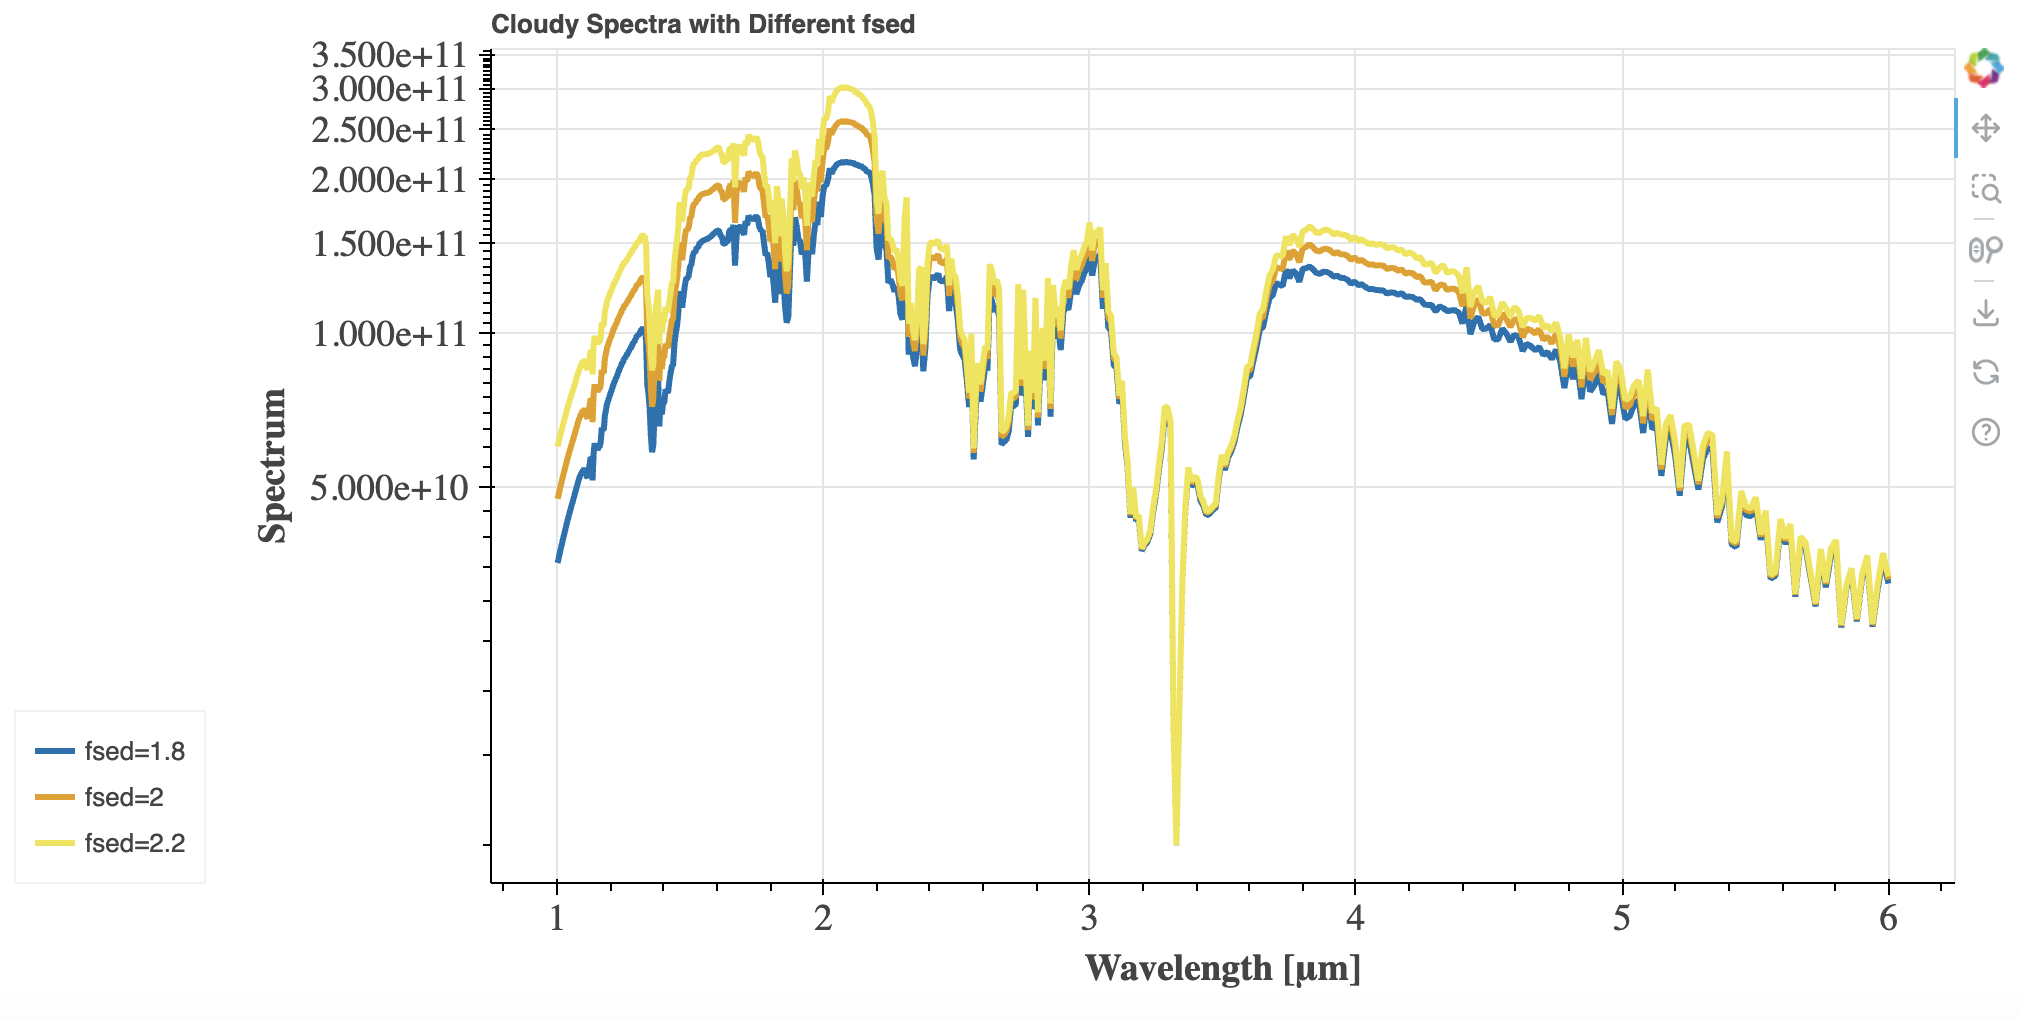 Cloudy Spectra with Different fsed
3.500e+11
3.000e+11
2.500e+11
2.000e+11
1.500e+11
1.000e+11
5.000e+10
Spectrum
fsed=1.8
fsed=2
fsed=2.2
1 2 3 4 5 6
Wavelength [μm]
?